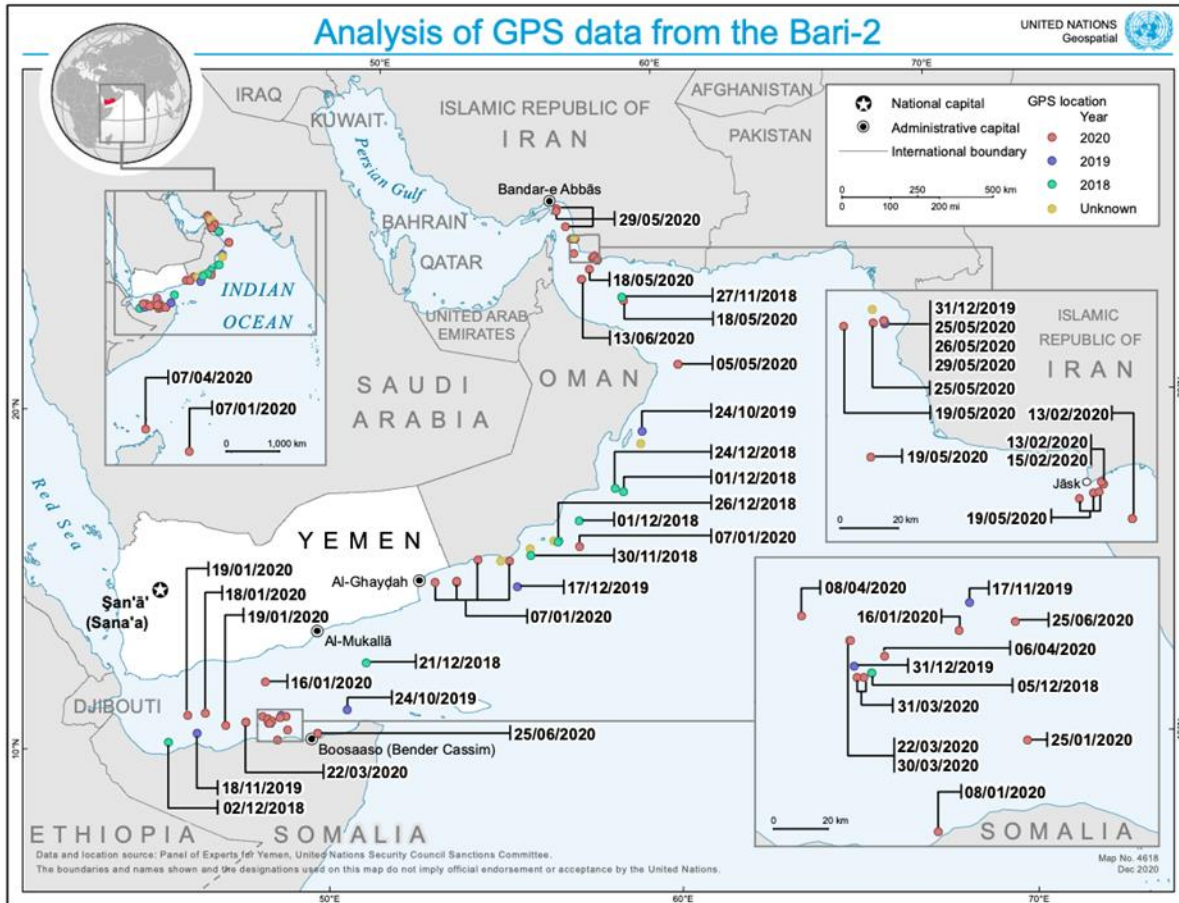 Analysis of GPS data from the Bari-2
UNITED NATIONS
Geospatial
50°E
60°E
70°E
National capital
Administrative capital
International boundary
0 250 500 km
0 100 200 mi
GPS location
Year
2020
2019
2018
Unknown
IRAQ
KUWAIT
ISLAMIC REPUBLIC OF
IRAN
AFGHANISTAN
PAKISTAN
Persian Gulf
Bandar-e Abbās
BAHRAIN
QATAR
UNITED ARAB
EMIRATES
SAUDI
ARABIA
OMAN
29/05/2020
18/05/2020
27/11/2018
18/05/2020
13/06/2020
05/05/2020
24/10/2019
24/12/2018
01/12/2018
26/12/2018
01/12/2018
07/01/2020
30/11/2018
17/12/2019
07/01/2020
INDIAN
OCEAN
07/04/2020
07/01/2020
0 1,000 km
20°N
Red Sea
YEMEN
Şan'ā'
(Sana'a)
Al-Ghayḑah
Al-Mukallā
19/01/2020
18/01/2020
19/01/2020
21/12/2018
16/01/2020
24/10/2019
25/06/2020
DJIBOUTI
10°N
Boosaaso (Bender Cassim)
22/03/2020
18/11/2019
02/12/2018
ETHIOPIA
SOMALIA
31/12/2019
25/05/2020
26/05/2020
29/05/2020
25/05/2020
19/05/2020
19/05/2020
ISLAMIC
REPUBLIC OF
IRAN
13/02/2020
13/02/2020
15/02/2020
Jāsk
19/05/2020
0 20 km
08/04/2020
17/11/2019
16/01/2020
25/06/2020
06/04/2020
31/12/2019
05/12/2018
31/03/2020
22/03/2020
30/03/2020
25/01/2020
08/01/2020
0 20 km
SOMALIA
Data and location source: Panel of Experts for Yemen, United Nations Security Council Sanctions Committee.
The boundaries and names shown and the designations used on this map do not imply official endorsement or acceptance by the United Nations.
Map No. 4618
Dec 2020
50°E
60°E
70°E